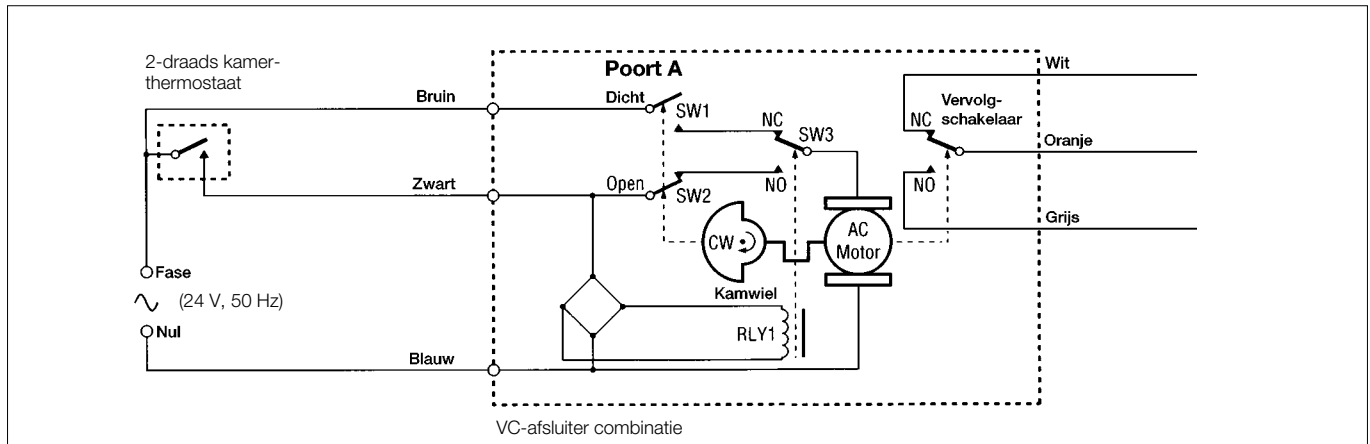 2-draads kamer-
thermostaat
Bruin
Zwart
Fase
(24 V, 50 Hz)
Nul
Blauw
Poort A
Dicht
SW1
NC
SW3
Open
SW2
NO
CW
Kamwiel
AC
Motor
RLY1
Wit
Vervolg-
schakelaar
NC
Oranje
NO
Grijs
VC-afsluiter combinatie